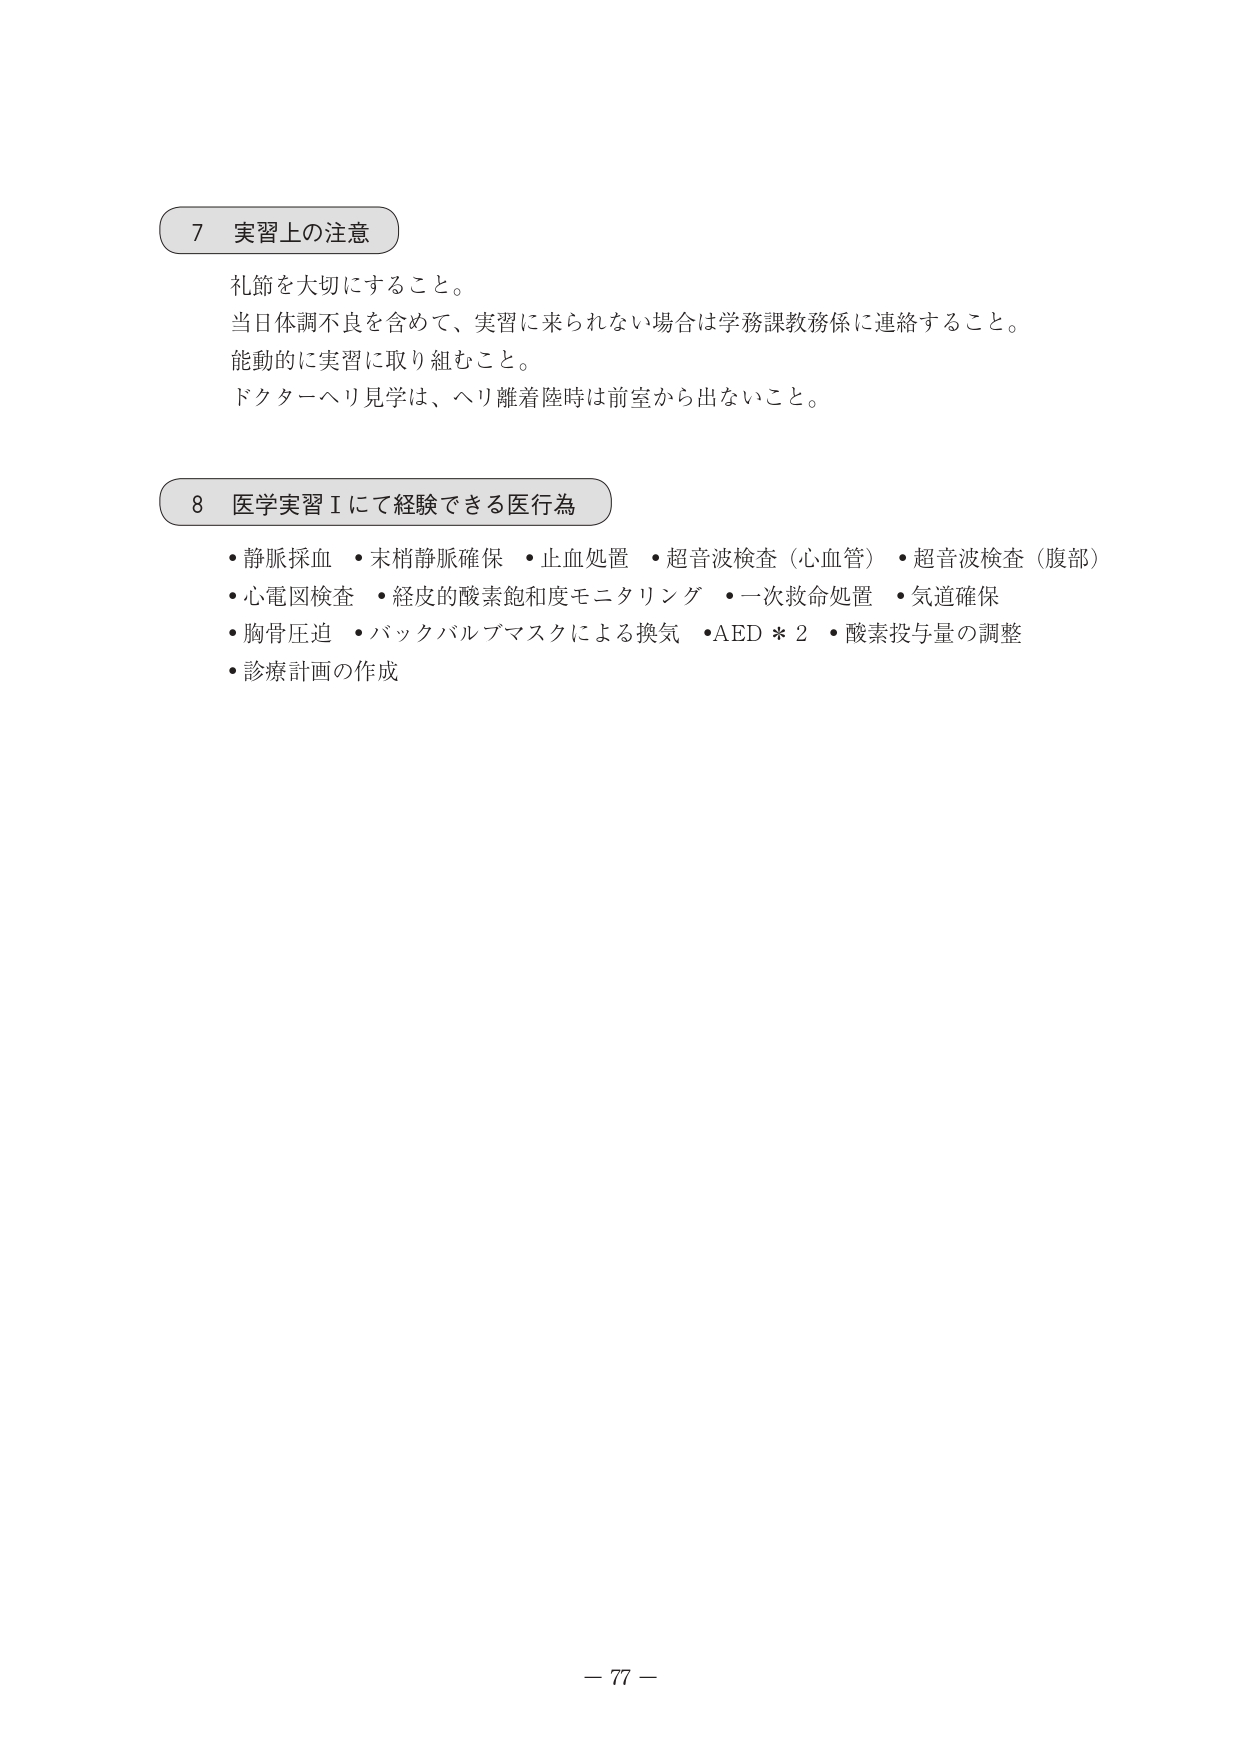 7　実習上の注意
礼節を大切にすること。
当日体調不良を含めて、実習に来られない場合は学務課教務係に連絡すること。
能動的に実習に取り組むこと。
ドクターヘリ見学は、ヘリ離着陸時は前室から出ないこと。
8　医学実習Ⅰにて経験できる医行為
•静脈採血　•末梢静脈確保　•止血処置　•超音波検査（心血管）　•超音波検査（腹部）
•心電図検査　•経皮的酸素飽和度モニタリング　•一次救命処置　•気道確保
•胸骨圧迫　•バックバルブマスクによる換気　•AED＊2　•酸素投与量の調整
•診療計画の作成
― 77 ―